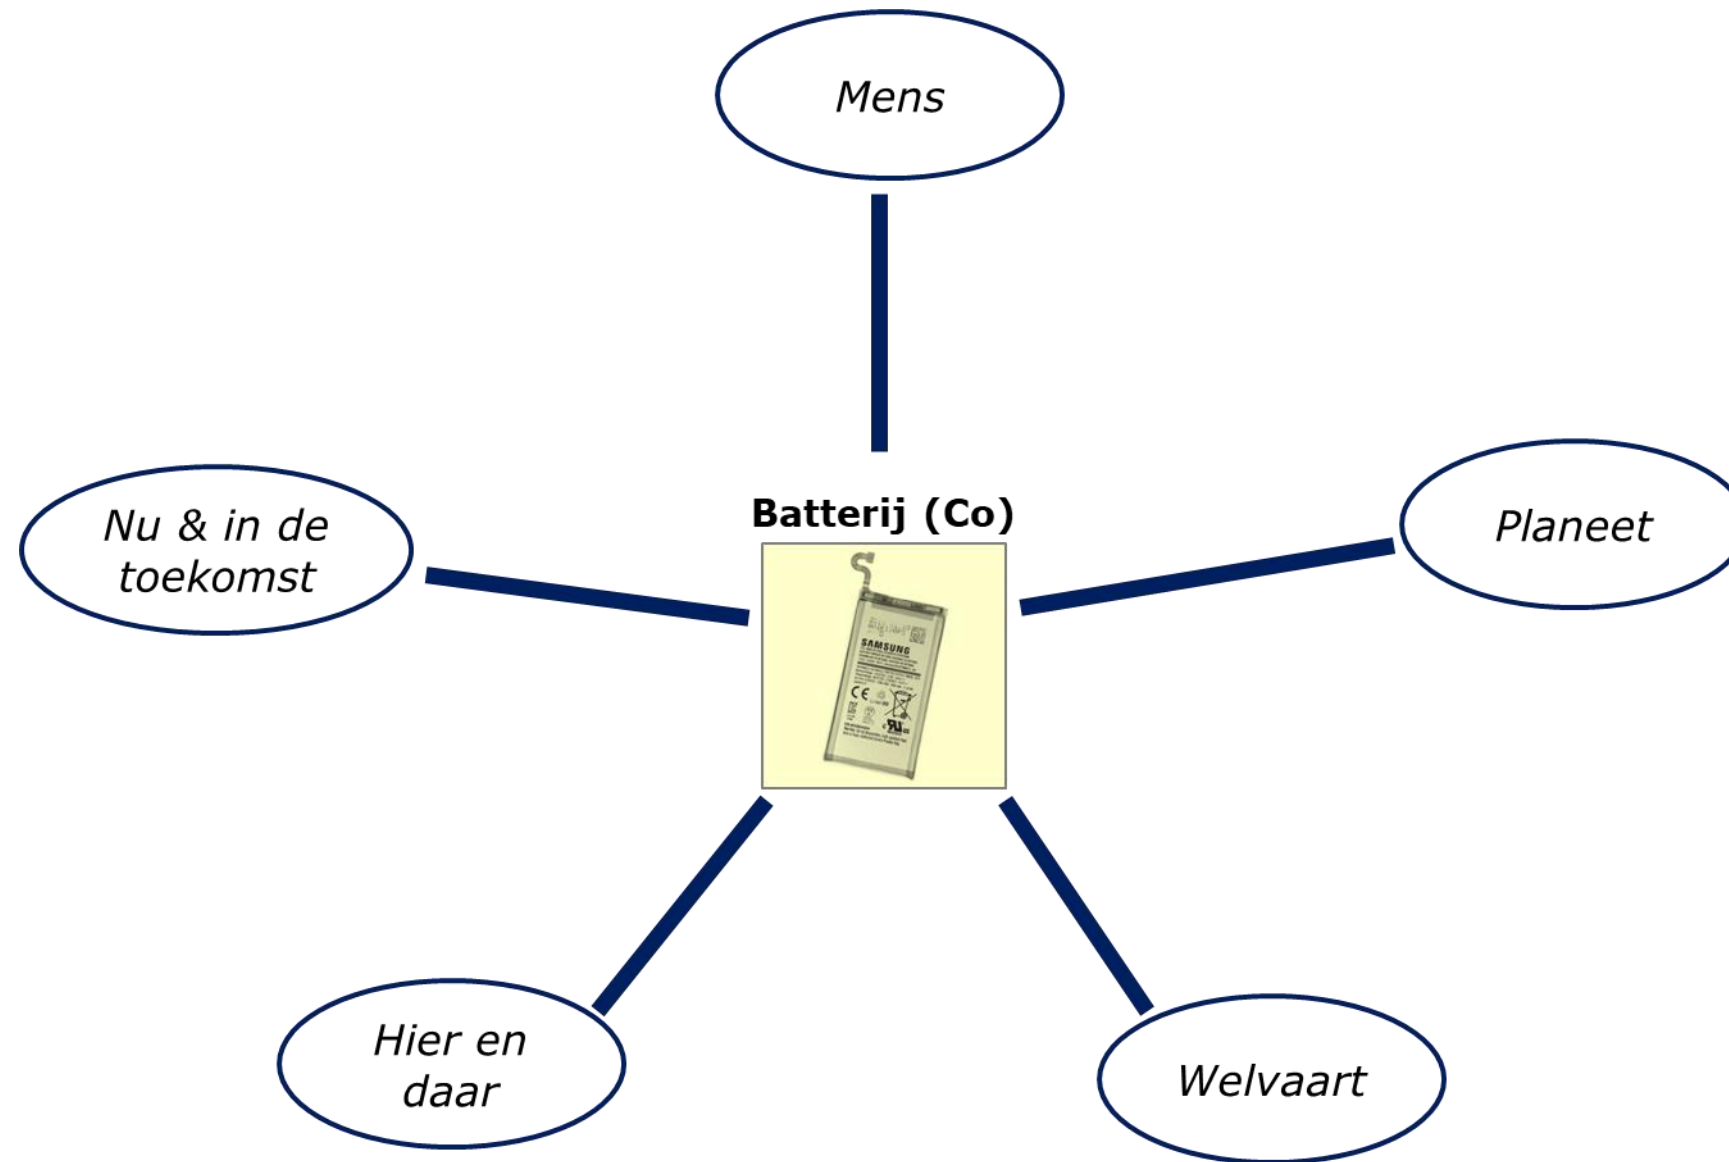 Mens
Planeet
Nu & in de
toekomst
Batterij (Co)
SAMSUNG
Hier en
daar
Welvaart